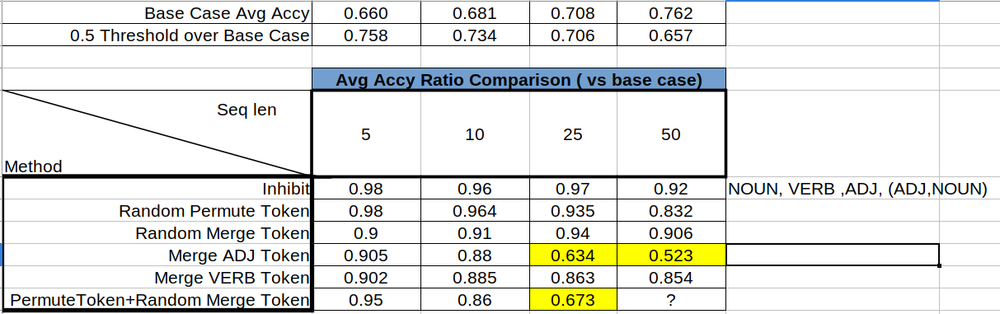 Base Case Avg Accy 0.660 0.681 0.708 0.762
0.5 Threshold over Base Case 0.758 0.734 0.706 0.657
Avg Accy Ratio Comparison ( vs base case)
Seq len
5 10 25 50
Method
Inhibit 0.98 0.96 0.97 0.92 NOUN, VERB ,ADJ, (ADJ,NOUN)
Random Permute Token 0.98 0.964 0.935 0.832
Random Merge Token 0.9 0.91 0.94 0.906
Merge ADJ Token 0.905 0.88 0.634 0.523
Merge VERB Token 0.902 0.885 0.863 0.854
PermuteToken+Random Merge Token 0.95 0.86 0.673 ?